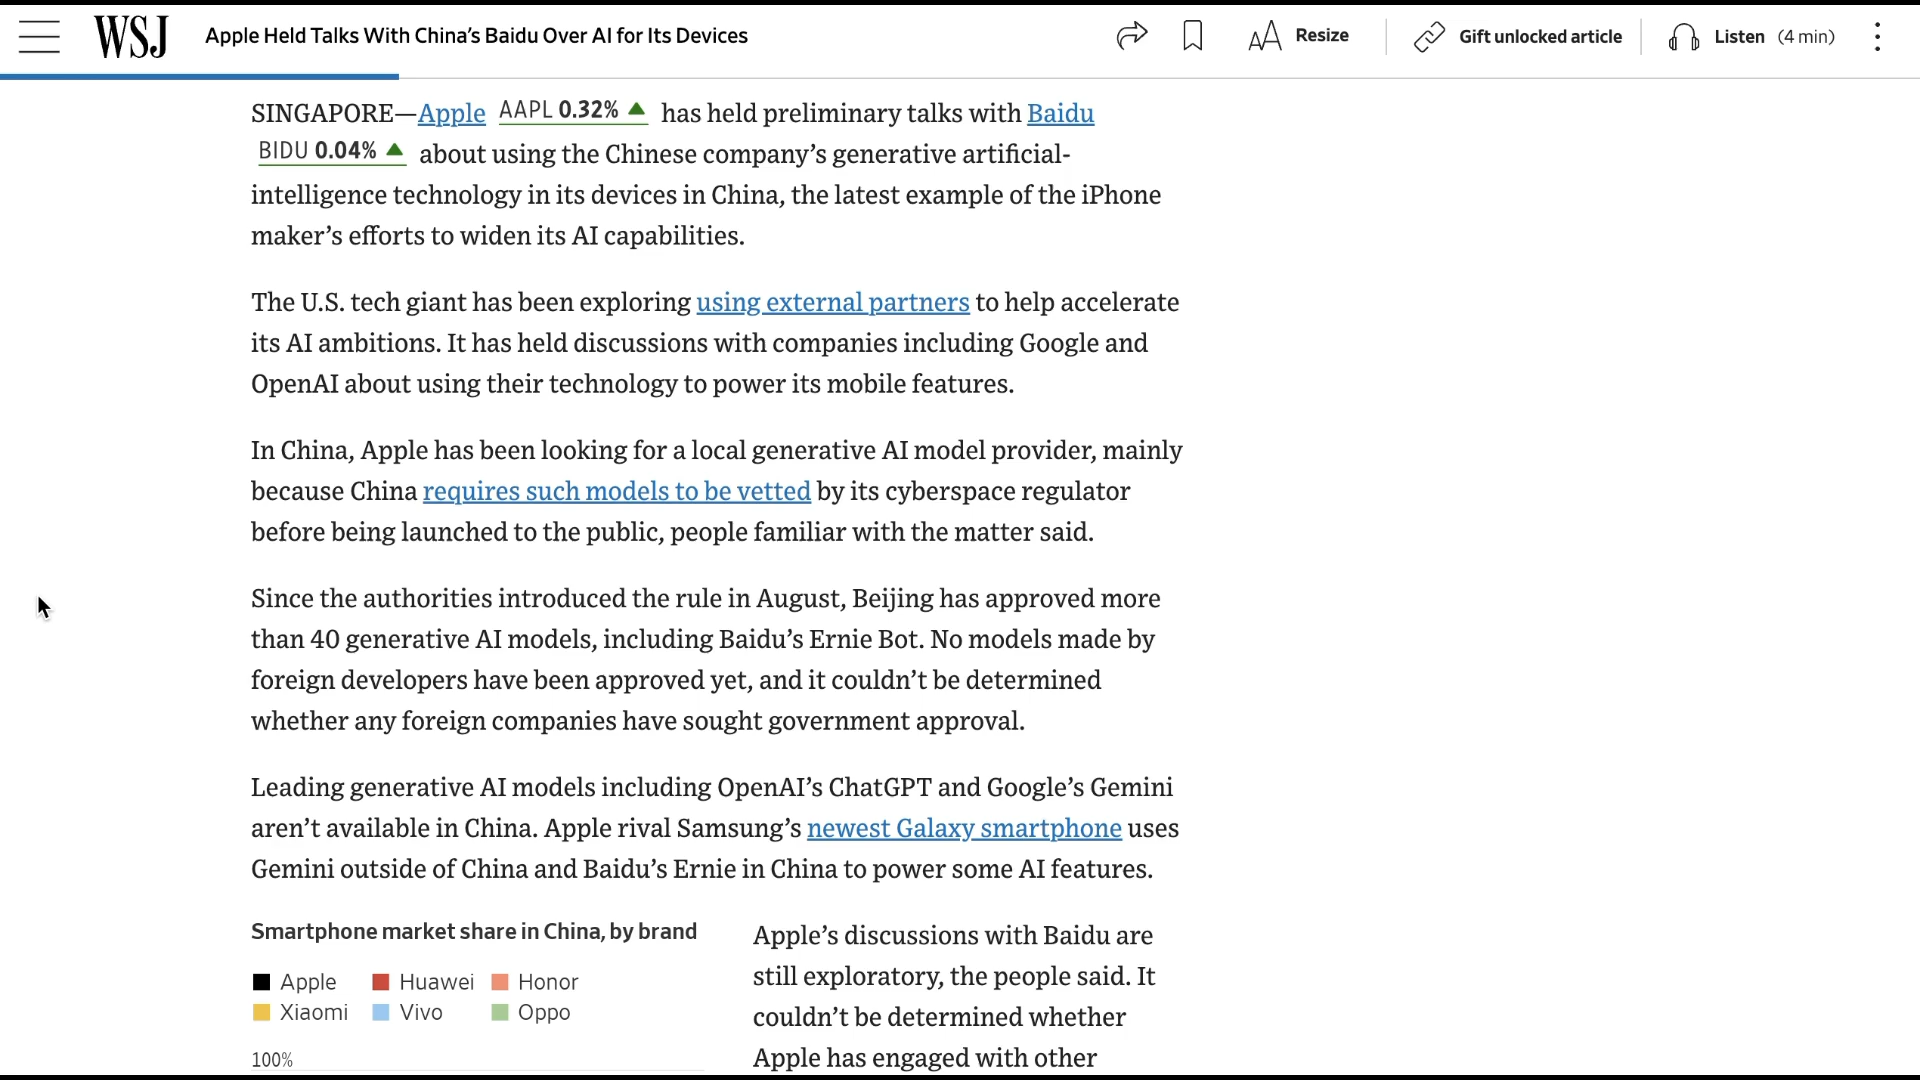 WSJ
Apple Held Talks With China’s Baidu Over AI for Its Devices
Resize
Gift unlocked article
Listen (4 min)
SINGAPORE—Apple AAPL 0.32% has held preliminary talks with Baidu
BIDU 0.04% about using the Chinese company’s generative artificial-
intelligence technology in its devices in China, the latest example of the iPhone
maker’s efforts to widen its AI capabilities.
The U.S. tech giant has been exploring using external partners to help accelerate
its AI ambitions. It has held discussions with companies including Google and
OpenAI about using their technology to power its mobile features.
In China, Apple has been looking for a local generative AI model provider, mainly
because China requires such models to be vetted by its cyberspace regulator
before being launched to the public, people familiar with the matter said.
Since the authorities introduced the rule in August, Beijing has approved more
than 40 generative AI models, including Baidu’s Ernie Bot. No models made by
foreign developers have been approved yet, and it couldn’t be determined
whether any foreign companies have sought government approval.
Leading generative AI models including OpenAI’s ChatGPT and Google’s Gemini
aren’t available in China. Apple rival Samsung’s newest Galaxy smartphone uses
Gemini outside of China and Baidu’s Ernie in China to power some AI features.
Smartphone market share in China, by brand
Apple Huawei Honor
Xiaomi Vivo Oppo
100%
Apple’s discussions with Baidu are
still exploratory, the people said. It
couldn’t be determined whether
Apple has engaged with other